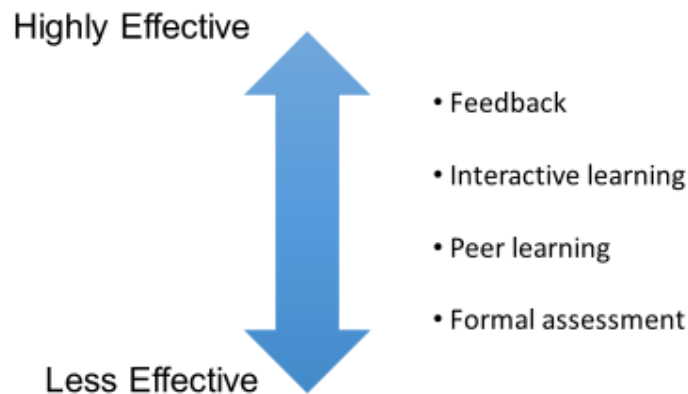 Highly Effective
• Feedback
• Interactive learning
• Peer learning
• Formal assessment
Less Effective